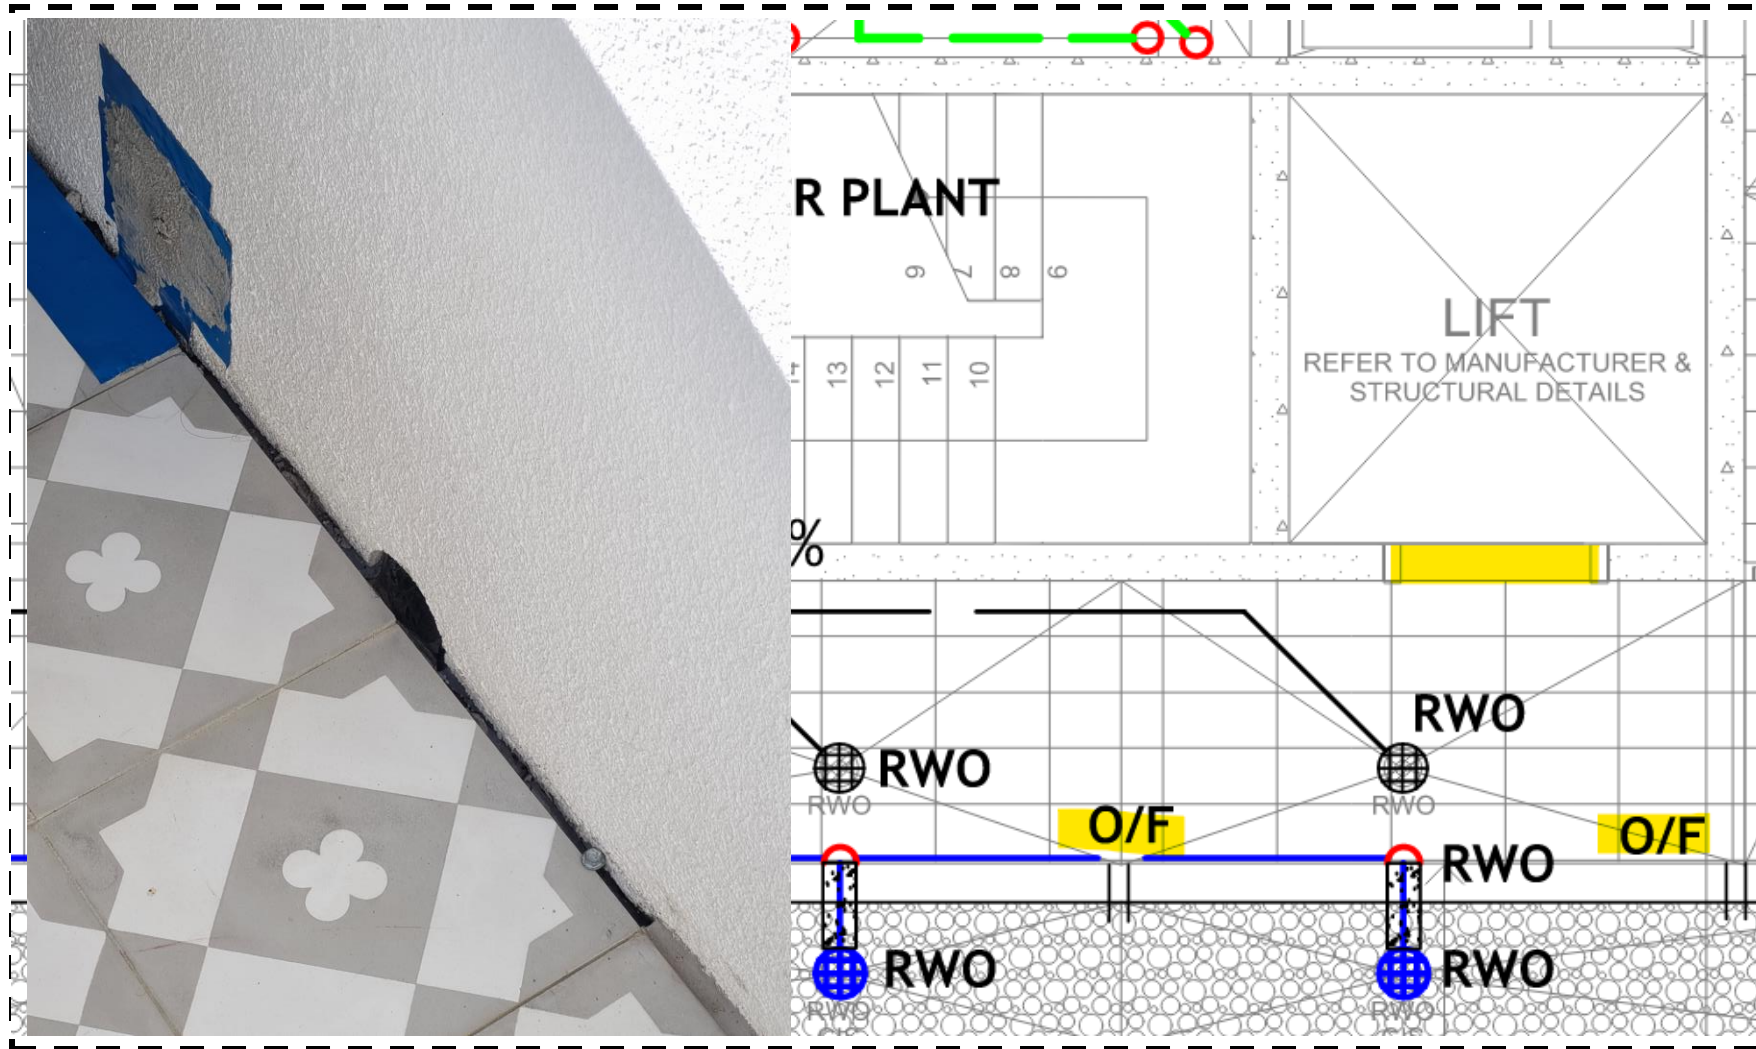 R PLANT
6
7
8
9
13
12
11
10
LIFT
REFER TO MANUFACTURER &
STRUCTURAL DETAILS
%
RWO
RWO
RWO
RWO
O/F
O/F
RWO
RWO
RWO
RWO
RWO